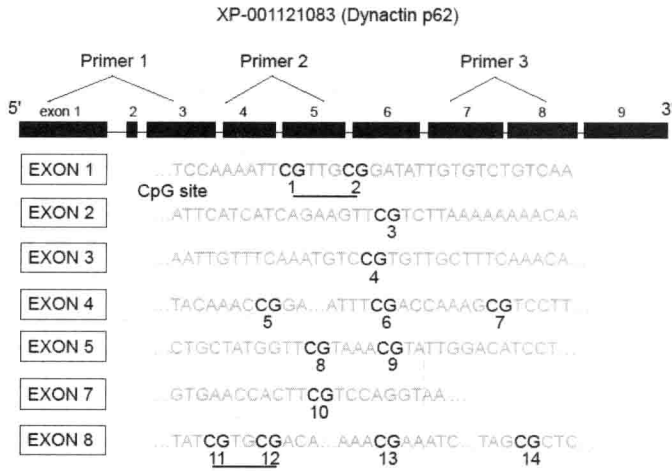 XP-001121083 (Dynactin p62)
Primer 1 Primer 2 Primer 3
5' exon 1 2 3 4 5 6 7 8 9 3'
EXON 1 ...TCCAAAATTCGTTGCGGATATTGTGTCTGTCAA
CpG site 1 2
EXON 2 ...ATTCATCATCAGAAGTTCGTCTTAAAAAAAACAA
3
EXON 3 ...AATTGTTTCAAATGTCCGTGTTGCTTTCAAACA...
4
EXON 4 ...TACAAACCGGA...ATTTCGACCAAAGCGTCCTT...
5 6 7
EXON 5 ...CTGCTATGGTTCGTAAACGTATTGGACATCCT...
8 9
EXON 7 ...GTGAACCACTTCGTCCAGGTAA...
10
EXON 8 ...TATCGTGCGACA...AAACGAAATC...TAGCGCTC
11 12 13 14